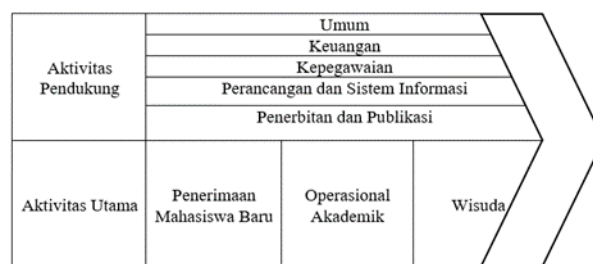 Aktivitas
Pendukung
Umum
Keuangan
Kepegawaian
Perancangan dan Sistem Informasi
Penerbitan dan Publikasi
Aktivitas Utama
Penerimaan
Mahasiswa Baru
Operasional
Akademik
Wisuda